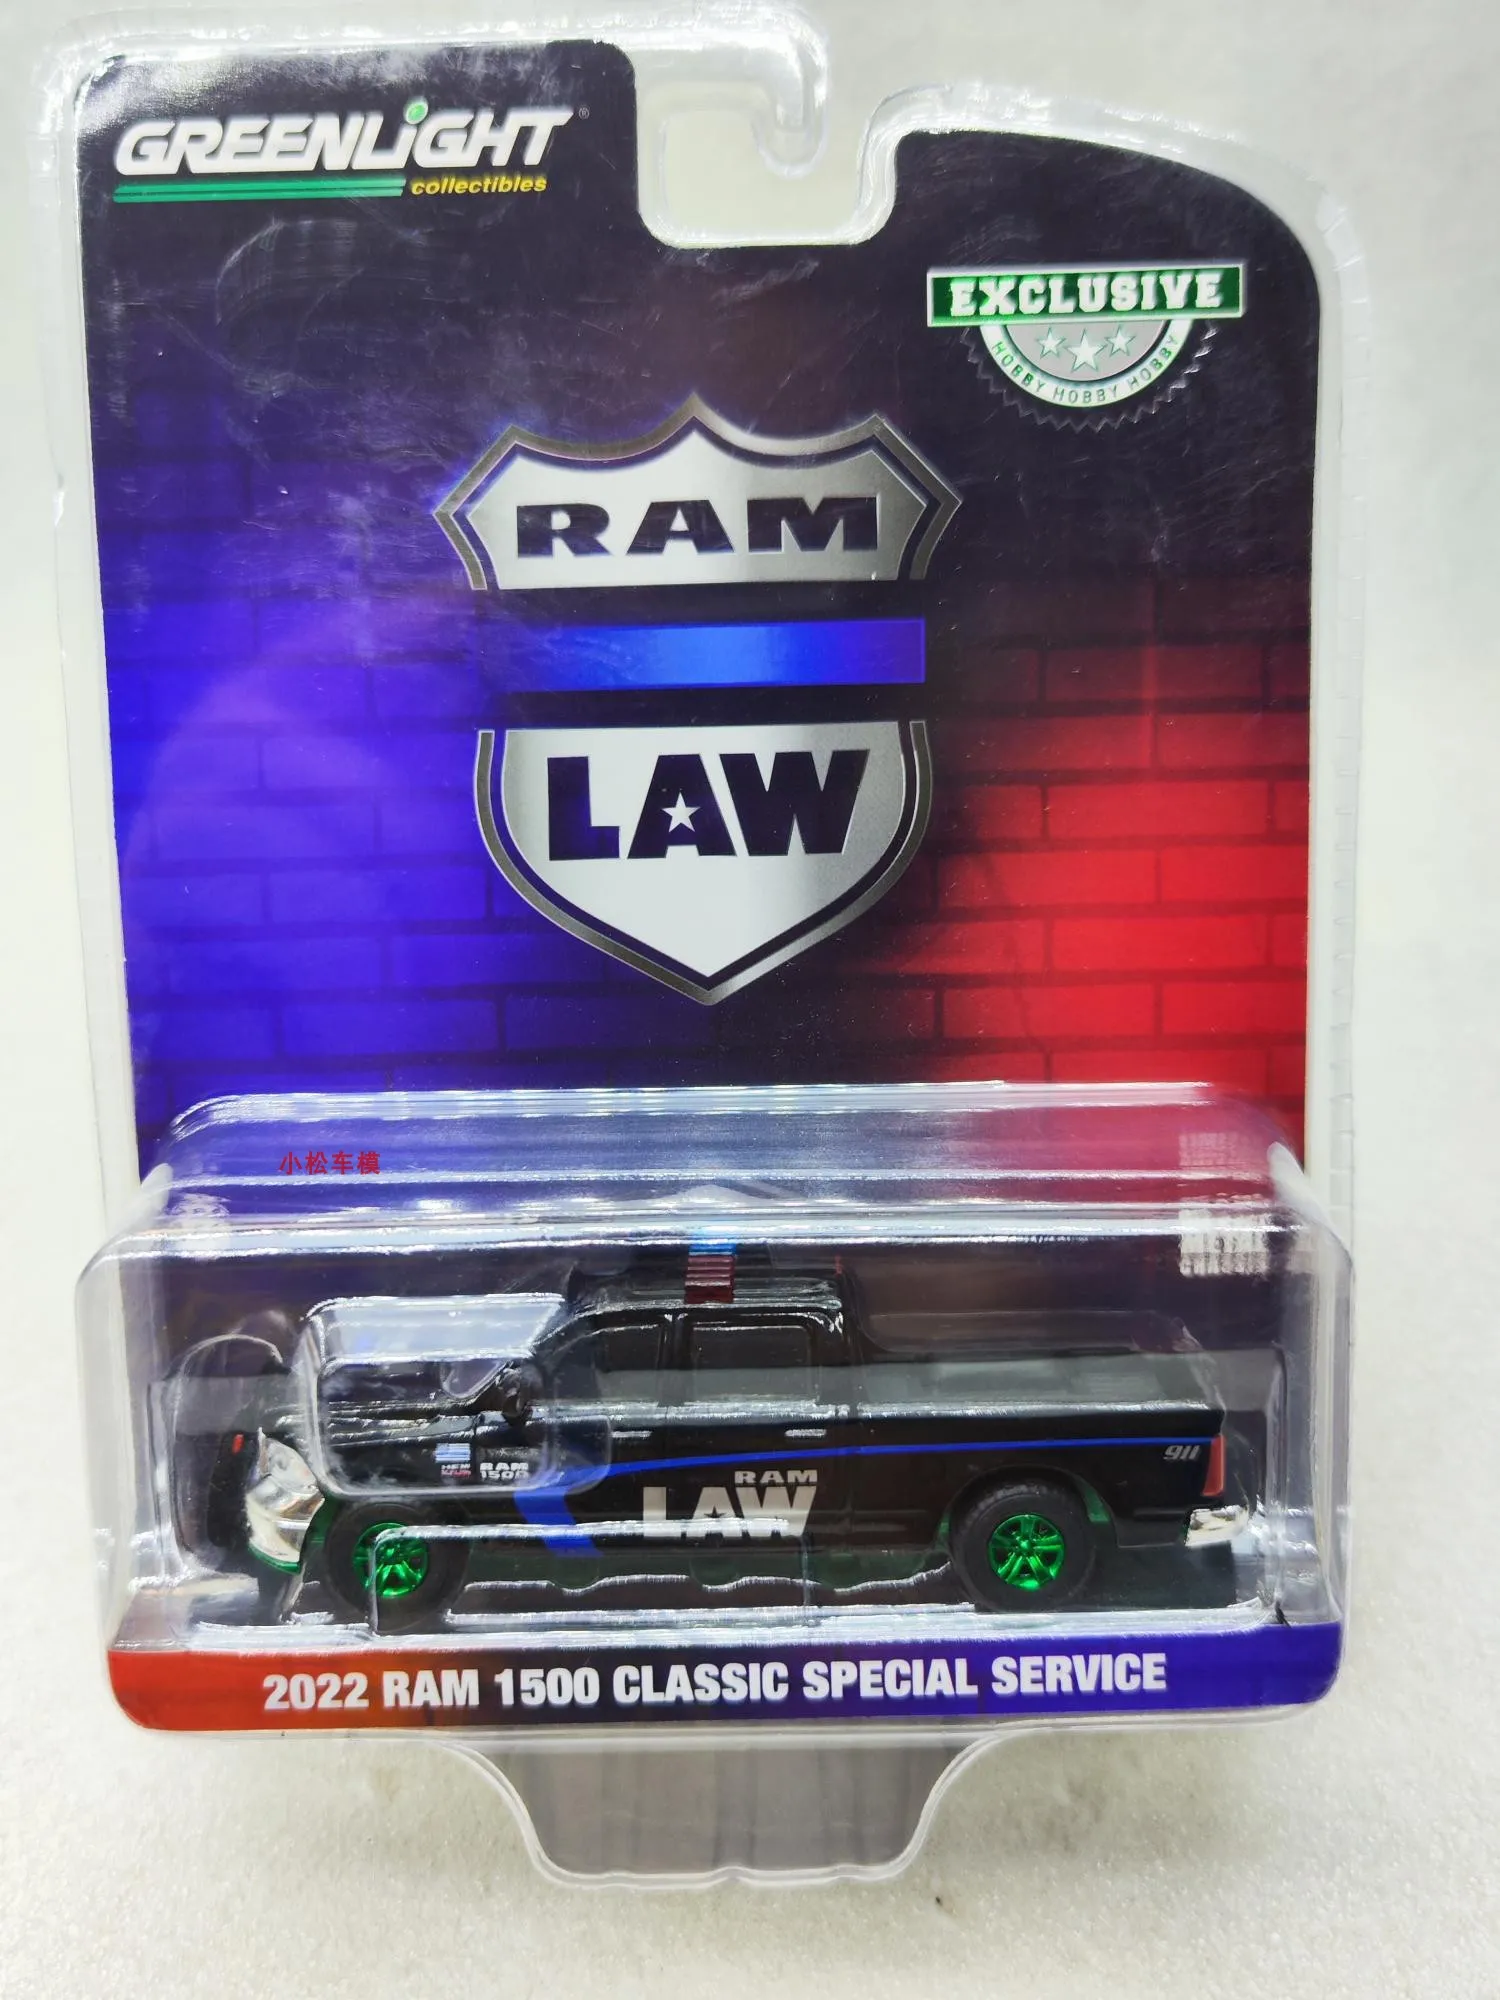 GREENLiGHT®
collectibles
EXCLUSIVE
HOBBY HOBBY HOBBY
RAM
LAW
小松车模
911
HEMI
RAM
1500
RAM
LAW
2022 RAM 1500 CLASSIC SPECIAL SERVICE